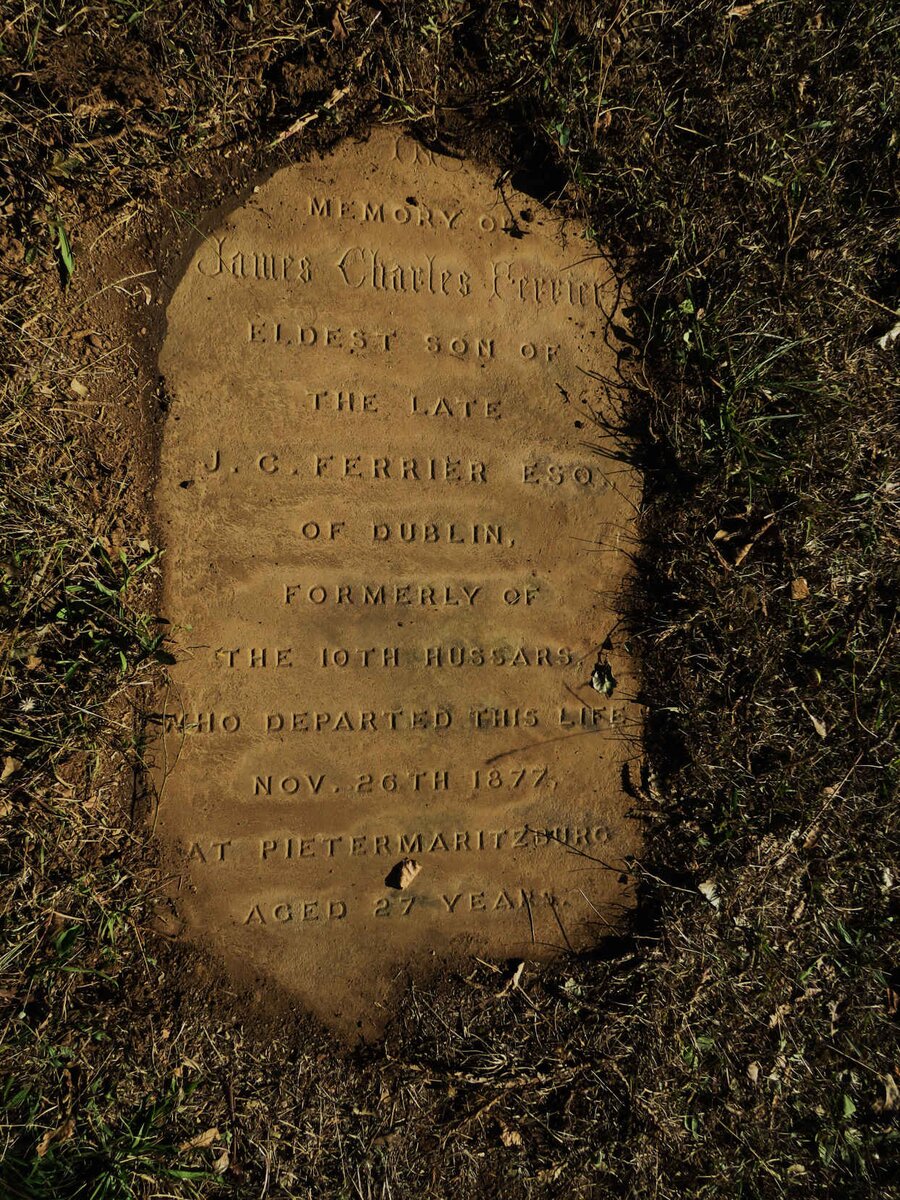 IN
MEMORY OF
James Charles Ferrier
ELDEST SON OF
THE LATE
J. C. FERRIER ESQ.
OF DUBLIN,
FORMERLY OF
THE 10TH HUSSARS,
WHO DEPARTED THIS LIFE
NOV. 26TH 1877,
AT PIETERMARITZBURG
AGED 27 YEARS.